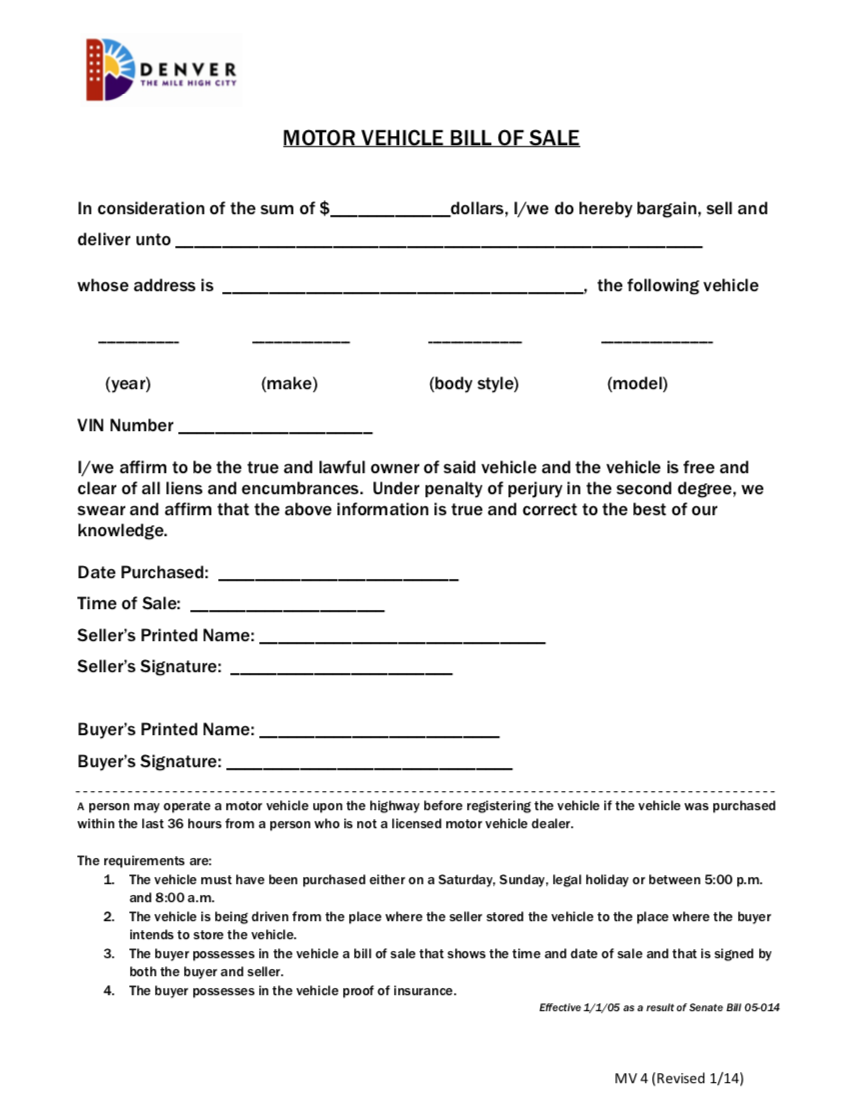 DENVER
THE MILE HIGH CITY
MOTOR VEHICLE BILL OF SALE
In consideration of the sum of $_____________dollars, I/we do hereby bargain, sell and
deliver unto _________________________________________________________
whose address is _______________________________________, the following vehicle
_________ ___________ __________ ____________
(year) (make) (body style) (model)
VIN Number _____________________
I/we affirm to be the true and lawful owner of said vehicle and the vehicle is free and
clear of all liens and encumbrances. Under penalty of perjury in the second degree, we
swear and affirm that the above information is true and correct to the best of our
knowledge.
Date Purchased: __________________________
Time of Sale: _____________________
Seller’s Printed Name: _______________________________
Seller’s Signature: ________________________
Buyer’s Printed Name: __________________________
Buyer’s Signature: _______________________________
A person may operate a motor vehicle upon the highway before registering the vehicle if the vehicle was purchased
within the last 36 hours from a person who is not a licensed motor vehicle dealer.
The requirements are:
1. The vehicle must have been purchased either on a Saturday, Sunday, legal holiday or between 5:00 p.m.
and 8:00 a.m.
2. The vehicle is being driven from the place where the seller stored the vehicle to the place where the buyer
intends to store the vehicle.
3. The buyer possesses in the vehicle a bill of sale that shows the time and date of sale and that is signed by
both the buyer and seller.
4. The buyer possesses in the vehicle proof of insurance.
Effective 1/1/05 as a result of Senate Bill 05-014
MV 4 (Revised 1/14)